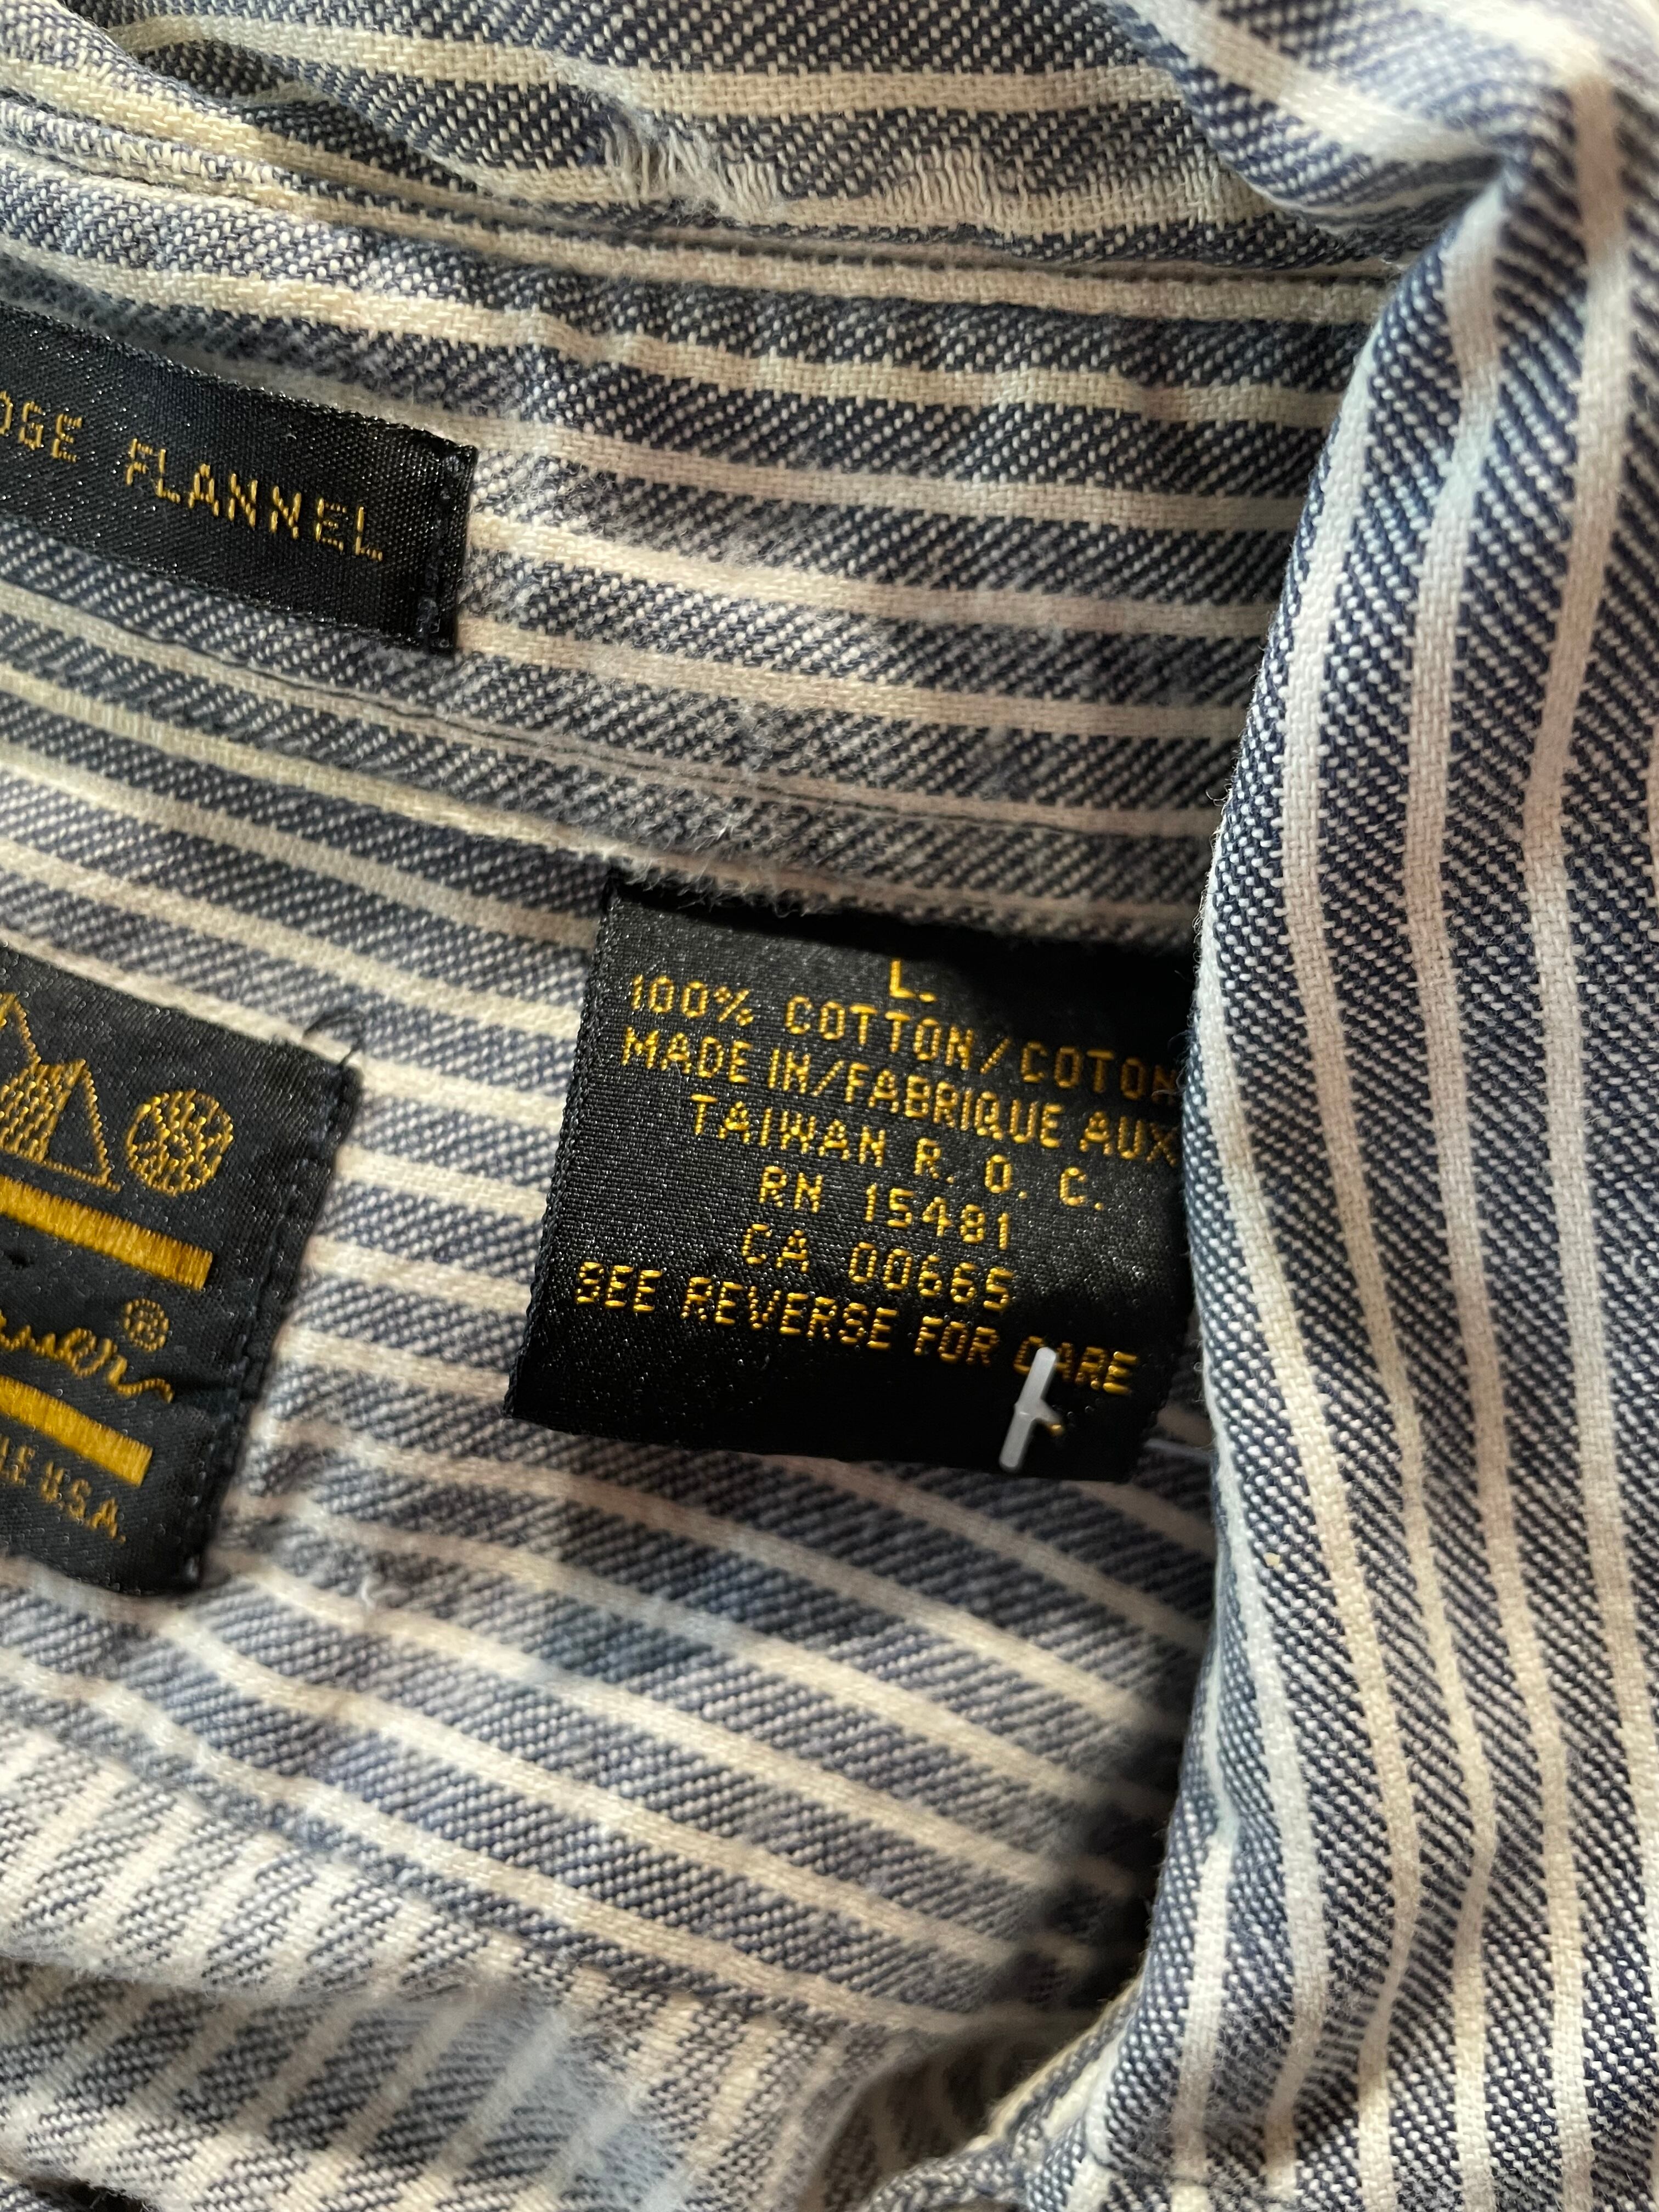 FLANNEL
L.
100% COTTON/COTON
MADE IN/FABRIQUE AUX
TAIWAN R. O. C.
RN 15481
CA 00665
SEE REVERSE FOR CARE
®
U.S.A.